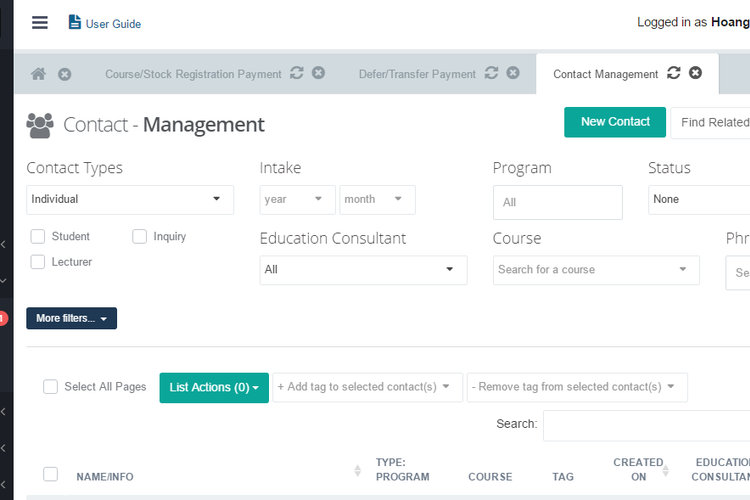 User Guide
Logged in as Hoang
Course/Stock Registration Payment
Defer/Transfer Payment
Contact Management
Contact - Management
New Contact
Find Related
Contact Types
Intake
Program
Status
Individual
year
month
All
None
Student
Inquiry
Lecturer
Education Consultant
Course
Phr
All
Search for a course
Se
More filters...
Select All Pages
List Actions (0)
+ Add tag to selected contact(s)
- Remove tag from selected contact(s)
Search:
NAME/INFO
TYPE:
PROGRAM
COURSE
TAG
CREATED
ON
EDUCATION
CONSULTAN